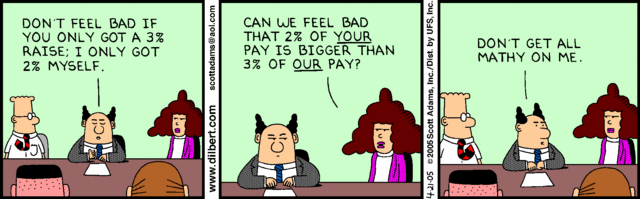 DON'T FEEL BAD IF
YOU ONLY GOT A 3%
RAISE; I ONLY GOT
2% MYSELF.
www.dilbert.com
scottadams@aol.com
CAN WE FEEL BAD
THAT 2% OF YOUR
PAY IS BIGGER THAN
3% OF OUR PAY?
4-21-05 ©2005 Scott Adams, Inc./Dist. by UFS, Inc.
DON'T GET ALL
MATHY ON ME.